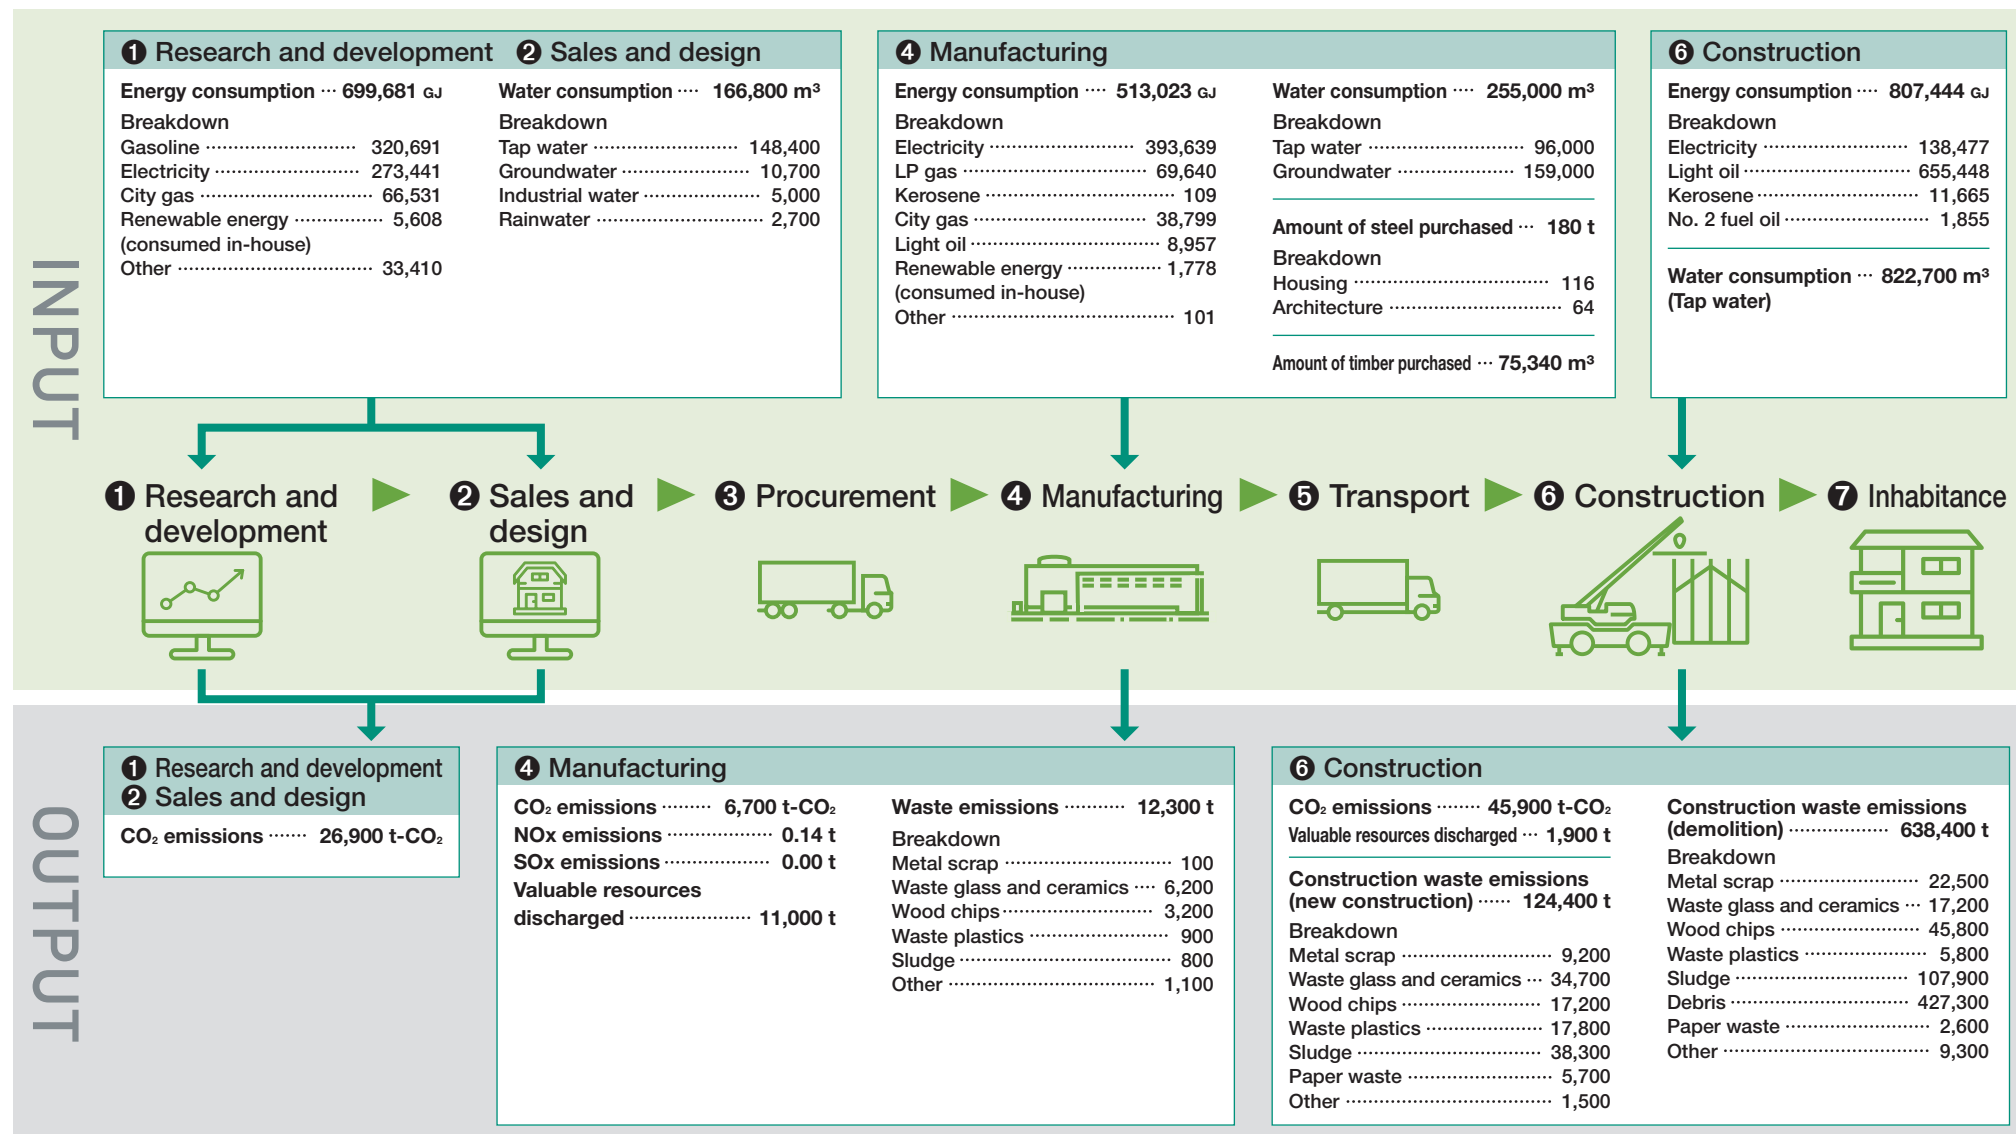 INPUT
❶ Research and development ❷ Sales and design
Energy consumption ··· 699,681 GJ
Breakdown
Gasoline ··· 320,691
Electricity ··· 273,441
City gas ··· 66,531
Renewable energy ··· 5,608
(consumed in-house)
Other ··· 33,410
Water consumption ···· 166,800 m³
Breakdown
Tap water ··· 148,400
Groundwater ··· 10,700
Industrial water ··· 5,000
Rainwater ··· 2,700
❹ Manufacturing
Energy consumption ···· 513,023 GJ
Breakdown
Electricity ··· 393,639
LP gas ··· 69,640
Kerosene ··· 109
City gas ··· 38,799
Light oil ··· 8,957
Renewable energy ··· 1,778
(consumed in-house)
Other ··· 101
Water consumption ···· 255,000 m³
Breakdown
Tap water ··· 96,000
Groundwater ··· 159,000
Amount of steel purchased ··· 180 t
Breakdown
Housing ··· 116
Architecture ··· 64
Amount of timber purchased ··· 75,340 m³
❻ Construction
Energy consumption ···· 807,444 GJ
Breakdown
Electricity ··· 138,477
Light oil ··· 655,448
Kerosene ··· 11,665
No. 2 fuel oil ··· 1,855
Water consumption ··· 822,700 m³
(Tap water)
❶ Research and
development
❷ Sales and
design
❸ Procurement
❹ Manufacturing
❺ Transport
❻ Construction
❼ Inhabitance
OUTPUT
❶ Research and development
❷ Sales and design
CO₂ emissions ······· 26,900 t-CO₂
❹ Manufacturing
CO₂ emissions ········· 6,700 t-CO₂
NOx emissions ··· 0.14 t
SOx emissions ··· 0.00 t
Valuable resources
discharged ··· 11,000 t
Waste emissions ··········· 12,300 t
Breakdown
Metal scrap ··· 100
Waste glass and ceramics ···· 6,200
Wood chips ··· 3,200
Waste plastics ··· 900
Sludge ··· 800
Other ··· 1,100
❻ Construction
CO₂ emissions ········ 45,900 t-CO₂
Valuable resources discharged ··· 1,900 t
Construction waste emissions
(new construction) ······ 124,400 t
Breakdown
Metal scrap ··· 9,200
Waste glass and ceramics ··· 34,700
Wood chips ··· 17,200
Waste plastics ··· 17,800
Sludge ··· 38,300
Paper waste ··· 5,700
Other ··· 1,500
Construction waste emissions
(demolition) ··· 638,400 t
Breakdown
Metal scrap ··· 22,500
Waste glass and ceramics ··· 17,200
Wood chips ··· 45,800
Waste plastics ··· 5,800
Sludge ··· 107,900
Debris ··· 427,300
Paper waste ··· 2,600
Other ··· 9,300